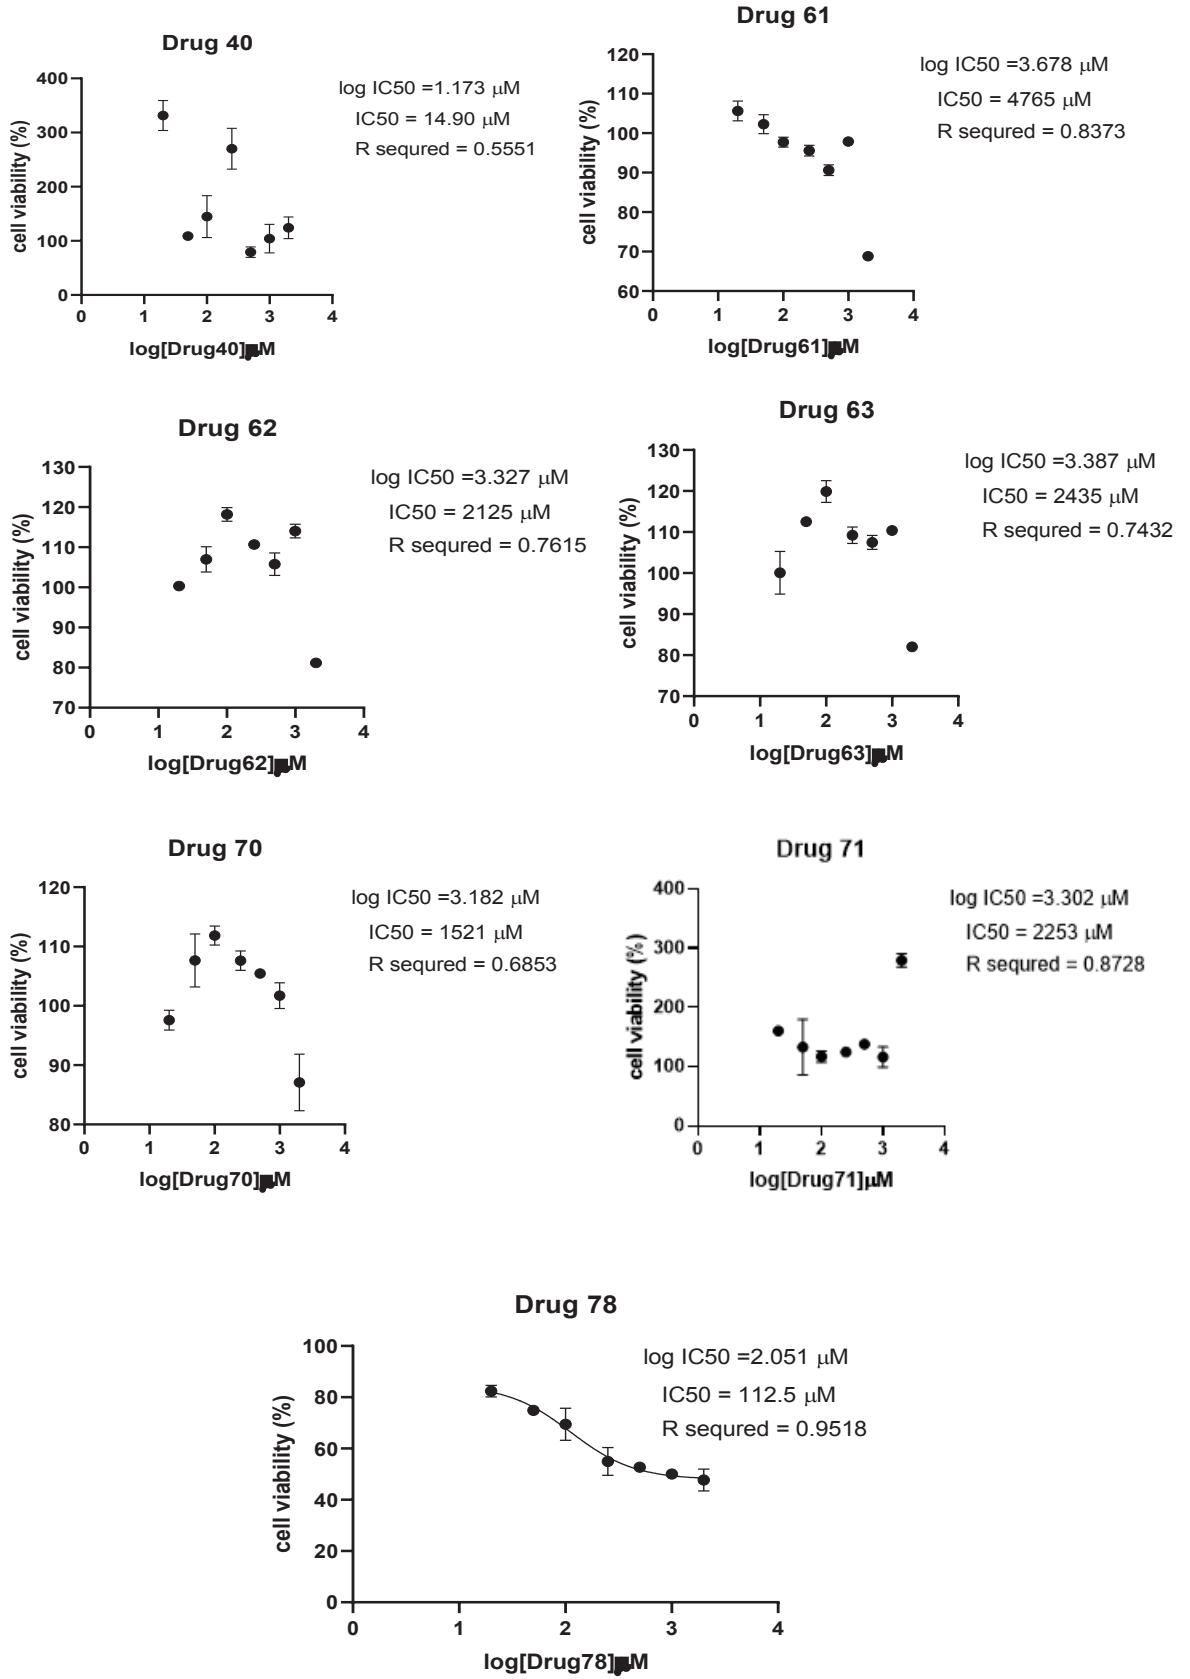 Drug 40
log IC50 =1.173 μM
IC50 = 14.90 μM
R sequred = 0.5551
cell viability (%)
400
300
200
100
0
0 1 2 3 4
log[Drug40]μM
Drug 61
log IC50 =3.678 μM
IC50 = 4765 μM
R sequred = 0.8373
cell viability (%)
120
110
100
90
80
70
60
0 1 2 3 4
log[Drug61]μM
Drug 62
log IC50 =3.327 μM
IC50 = 2125 μM
R sequred = 0.7615
cell viability (%)
130
120
110
100
90
80
70
0 1 2 3 4
log[Drug62]μM
Drug 63
log IC50 =3.387 μM
IC50 = 2435 μM
R sequred = 0.7432
cell viability (%)
130
120
110
100
90
80
70
0 1 2 3 4
log[Drug63]μM
Drug 70
log IC50 =3.182 μM
IC50 = 1521 μM
R sequred = 0.6853
cell viability (%)
120
110
100
90
80
0 1 2 3 4
log[Drug70]μM
Drug 71
log IC50 =3.302 μM
IC50 = 2253 μM
R sequred = 0.8728
cell viability (%)
400
300
200
100
0
0 1 2 3 4
log[Drug71]μM
Drug 78
log IC50 =2.051 μM
IC50 = 112.5 μM
R sequred = 0.9518
cell viability (%)
100
80
60
40
20
0
0 1 2 3 4
log[Drug78]μM